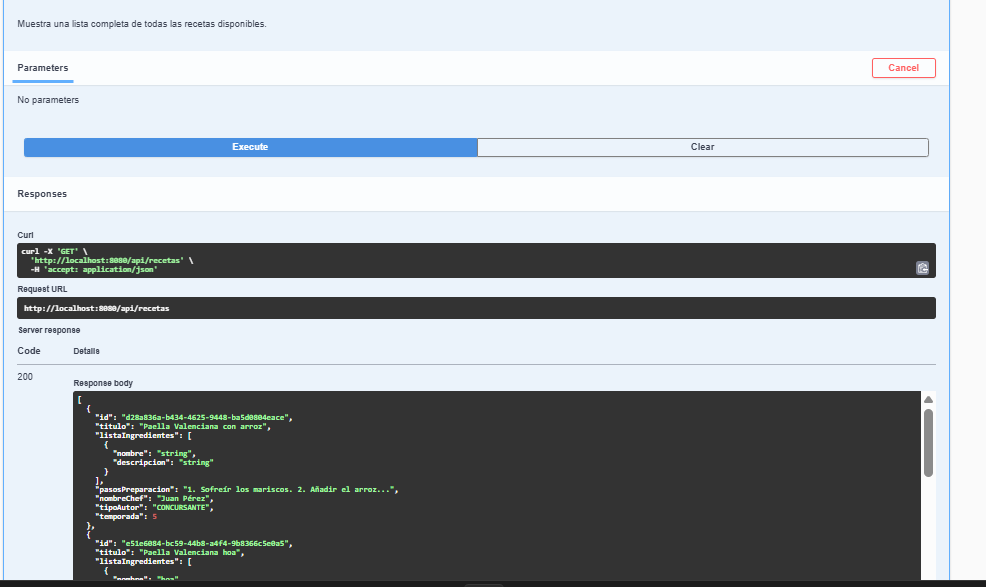 Muestra una lista completa de todas las recetas disponibles.
Parameters
Cancel
No parameters
Execute
Clear
Responses
Curl
curl -X 'GET' \
'http://localhost:8080/api/recetas' \
-H 'accept: application/json'
Request URL
http://localhost:8080/api/recetas
Server response
Code Details
200
Response body
[
{
"id": "d28a836a-b434-4625-9448-ba5d0804eace",
"titulo": "Paella Valenciana con arroz",
"listaIngredientes": [
{
"nombre": "string",
"descripcion": "string"
}
],
"pasosPreparacion": "1. Sofreír los mariscos. 2. Añadir el arroz...",
"nombreChef": "Juan Pérez",
"tipoAutor": "CONCURSANTE",
"temporada": 5
},
{
"id": "e51e6084-bc59-44b8-a4f4-9b8366c5e0a5",
"titulo": "Paella Valenciana hoa",
"listaIngredientes": [
{
"nombre": "hoa"